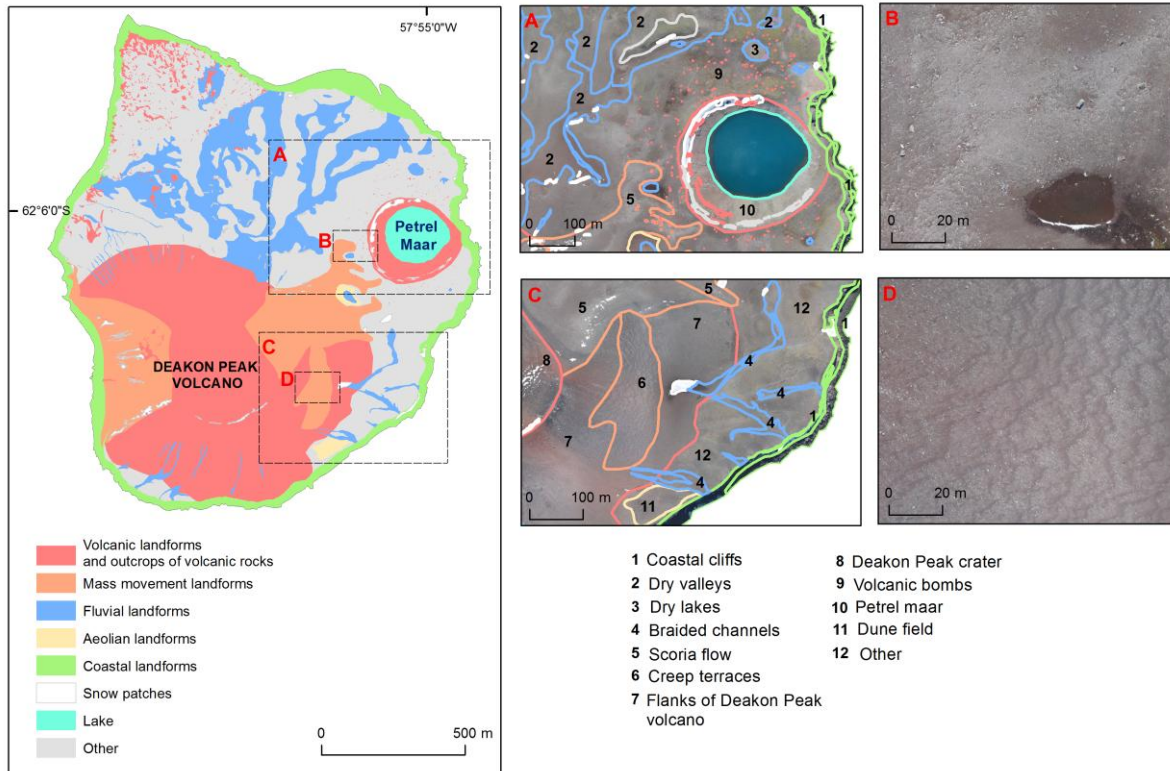 57°55'0"W
62°6'0"S
A
B
Petrel
Maar
C
DEAKON PEAK
VOLCANO
D
Volcanic landforms
and outcrops of volcanic rocks
Mass movement landforms
Fluvial landforms
Aeolian landforms
Coastal landforms
Snow patches
Lake
Other
0 500 m
A
2
2
2
2
2
2
3
1
9
5
10
1
0 100 m
B
0 20 m
C
5
5
12
1
7
8
4
6
4
4
1
7
12
4
11
0 100 m
D
0 20 m
1 Coastal cliffs
2 Dry valleys
3 Dry lakes
4 Braided channels
5 Scoria flow
6 Creep terraces
7 Flanks of Deakon Peak
volcano
8 Deakon Peak crater
9 Volcanic bombs
10 Petrel maar
11 Dune field
12 Other